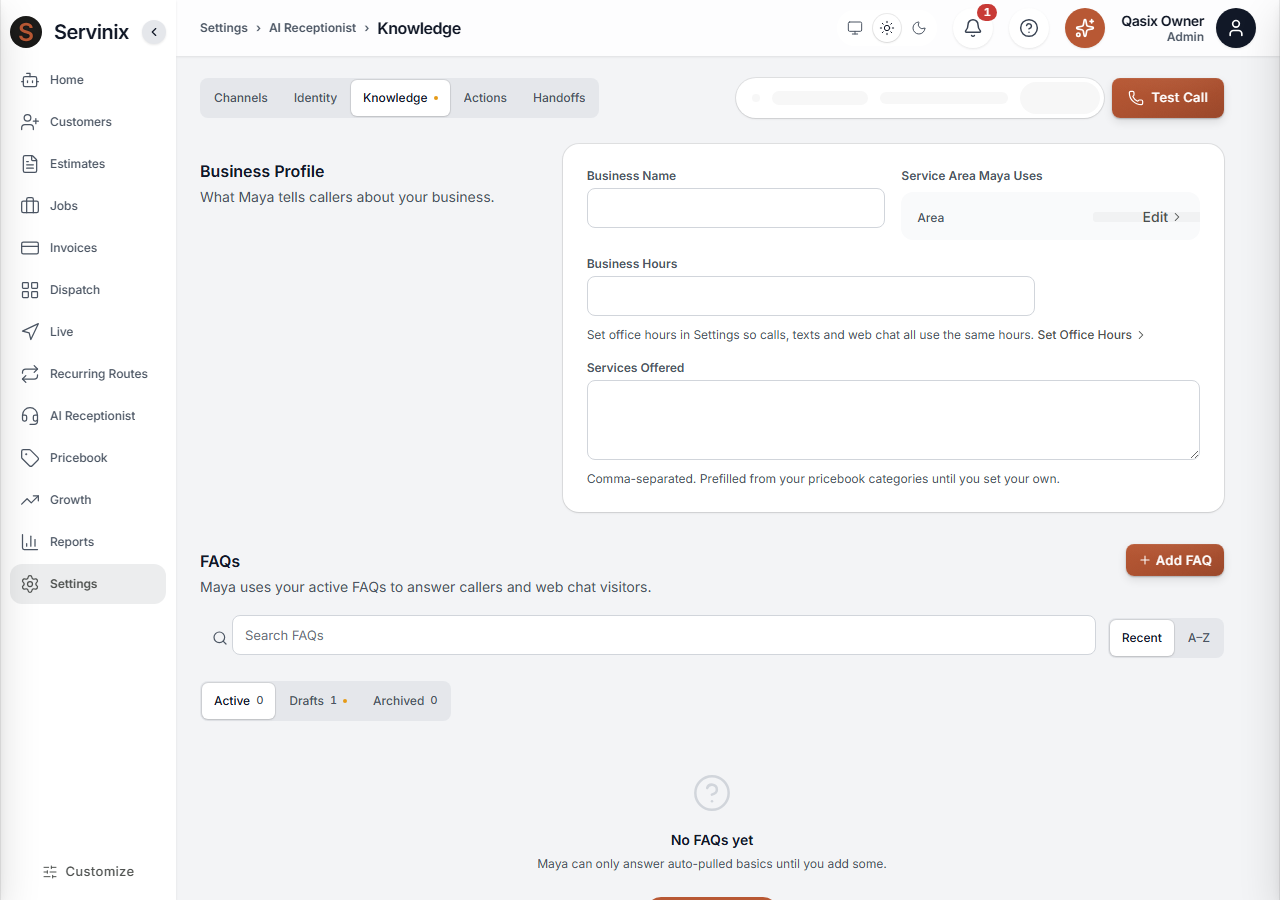 Servinix
Settings › AI Receptionist › Knowledge
1
Qasix Owner
Admin
Home
Customers
Estimates
Jobs
Invoices
Dispatch
Live
Recurring Routes
AI Receptionist
Pricebook
Growth
Reports
Settings
Customize
Channels Identity Knowledge Actions Handoffs
Test Call
Business Profile
What Maya tells callers about your business.
Business Name
Service Area Maya Uses
Area Edit
Business Hours
Set office hours in Settings so calls, texts and web chat all use the same hours. Set Office Hours
Services Offered
Comma-separated. Prefilled from your pricebook categories until you set your own.
FAQs
Maya uses your active FAQs to answer callers and web chat visitors.
+ Add FAQ
Search FAQs
Recent A–Z
Active 0 Drafts 1 Archived 0
No FAQs yet
Maya can only answer auto-pulled basics until you add some.